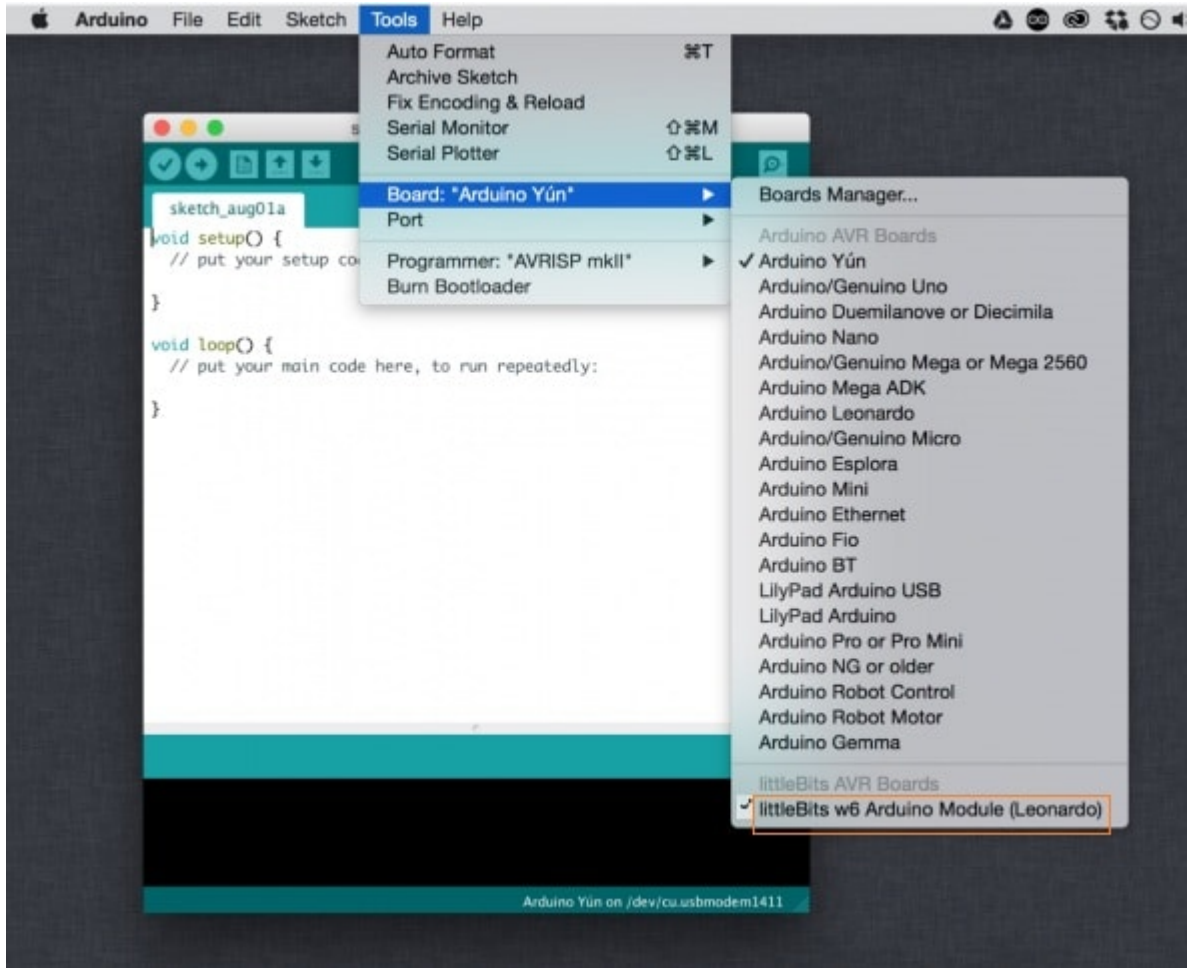 Arduino File Edit Sketch Tools Help
Auto Format ⌘T
Archive Sketch
Fix Encoding & Reload
Serial Monitor ⇧⌘M
Serial Plotter ⇧⌘L
Board: "Arduino Yún"
Port
Programmer: "AVRISP mkII"
Burn Bootloader
Boards Manager...
Arduino AVR Boards
✓ Arduino Yún
Arduino/Genuino Uno
Arduino Duemilanove or Diecimila
Arduino Nano
Arduino/Genuino Mega or Mega 2560
Arduino Mega ADK
Arduino Leonardo
Arduino/Genuino Micro
Arduino Esplora
Arduino Mini
Arduino Ethernet
Arduino Fio
Arduino BT
LilyPad Arduino USB
LilyPad Arduino
Arduino Pro or Pro Mini
Arduino NG or older
Arduino Robot Control
Arduino Robot Motor
Arduino Gemma
littleBits AVR Boards
littleBits w6 Arduino Module (Leonardo)
sketch_aug01a
void setup() {
// put your setup
}
void loop() {
// put your main code here, to run repeatedly:
}
Arduino Yún on /dev/cu.usbmodem1411